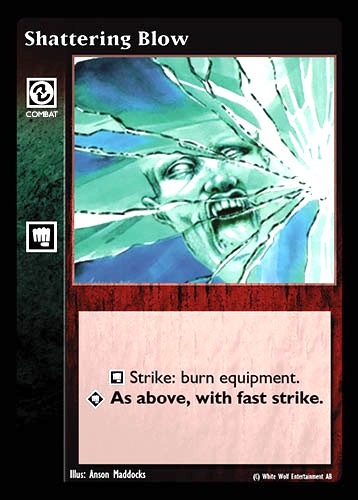 Shattering Blow
COMBAT
Strike: burn equipment.
As above, with fast strike.
Illus: Anson Maddocks
(C) White Wolf Entertainment AB